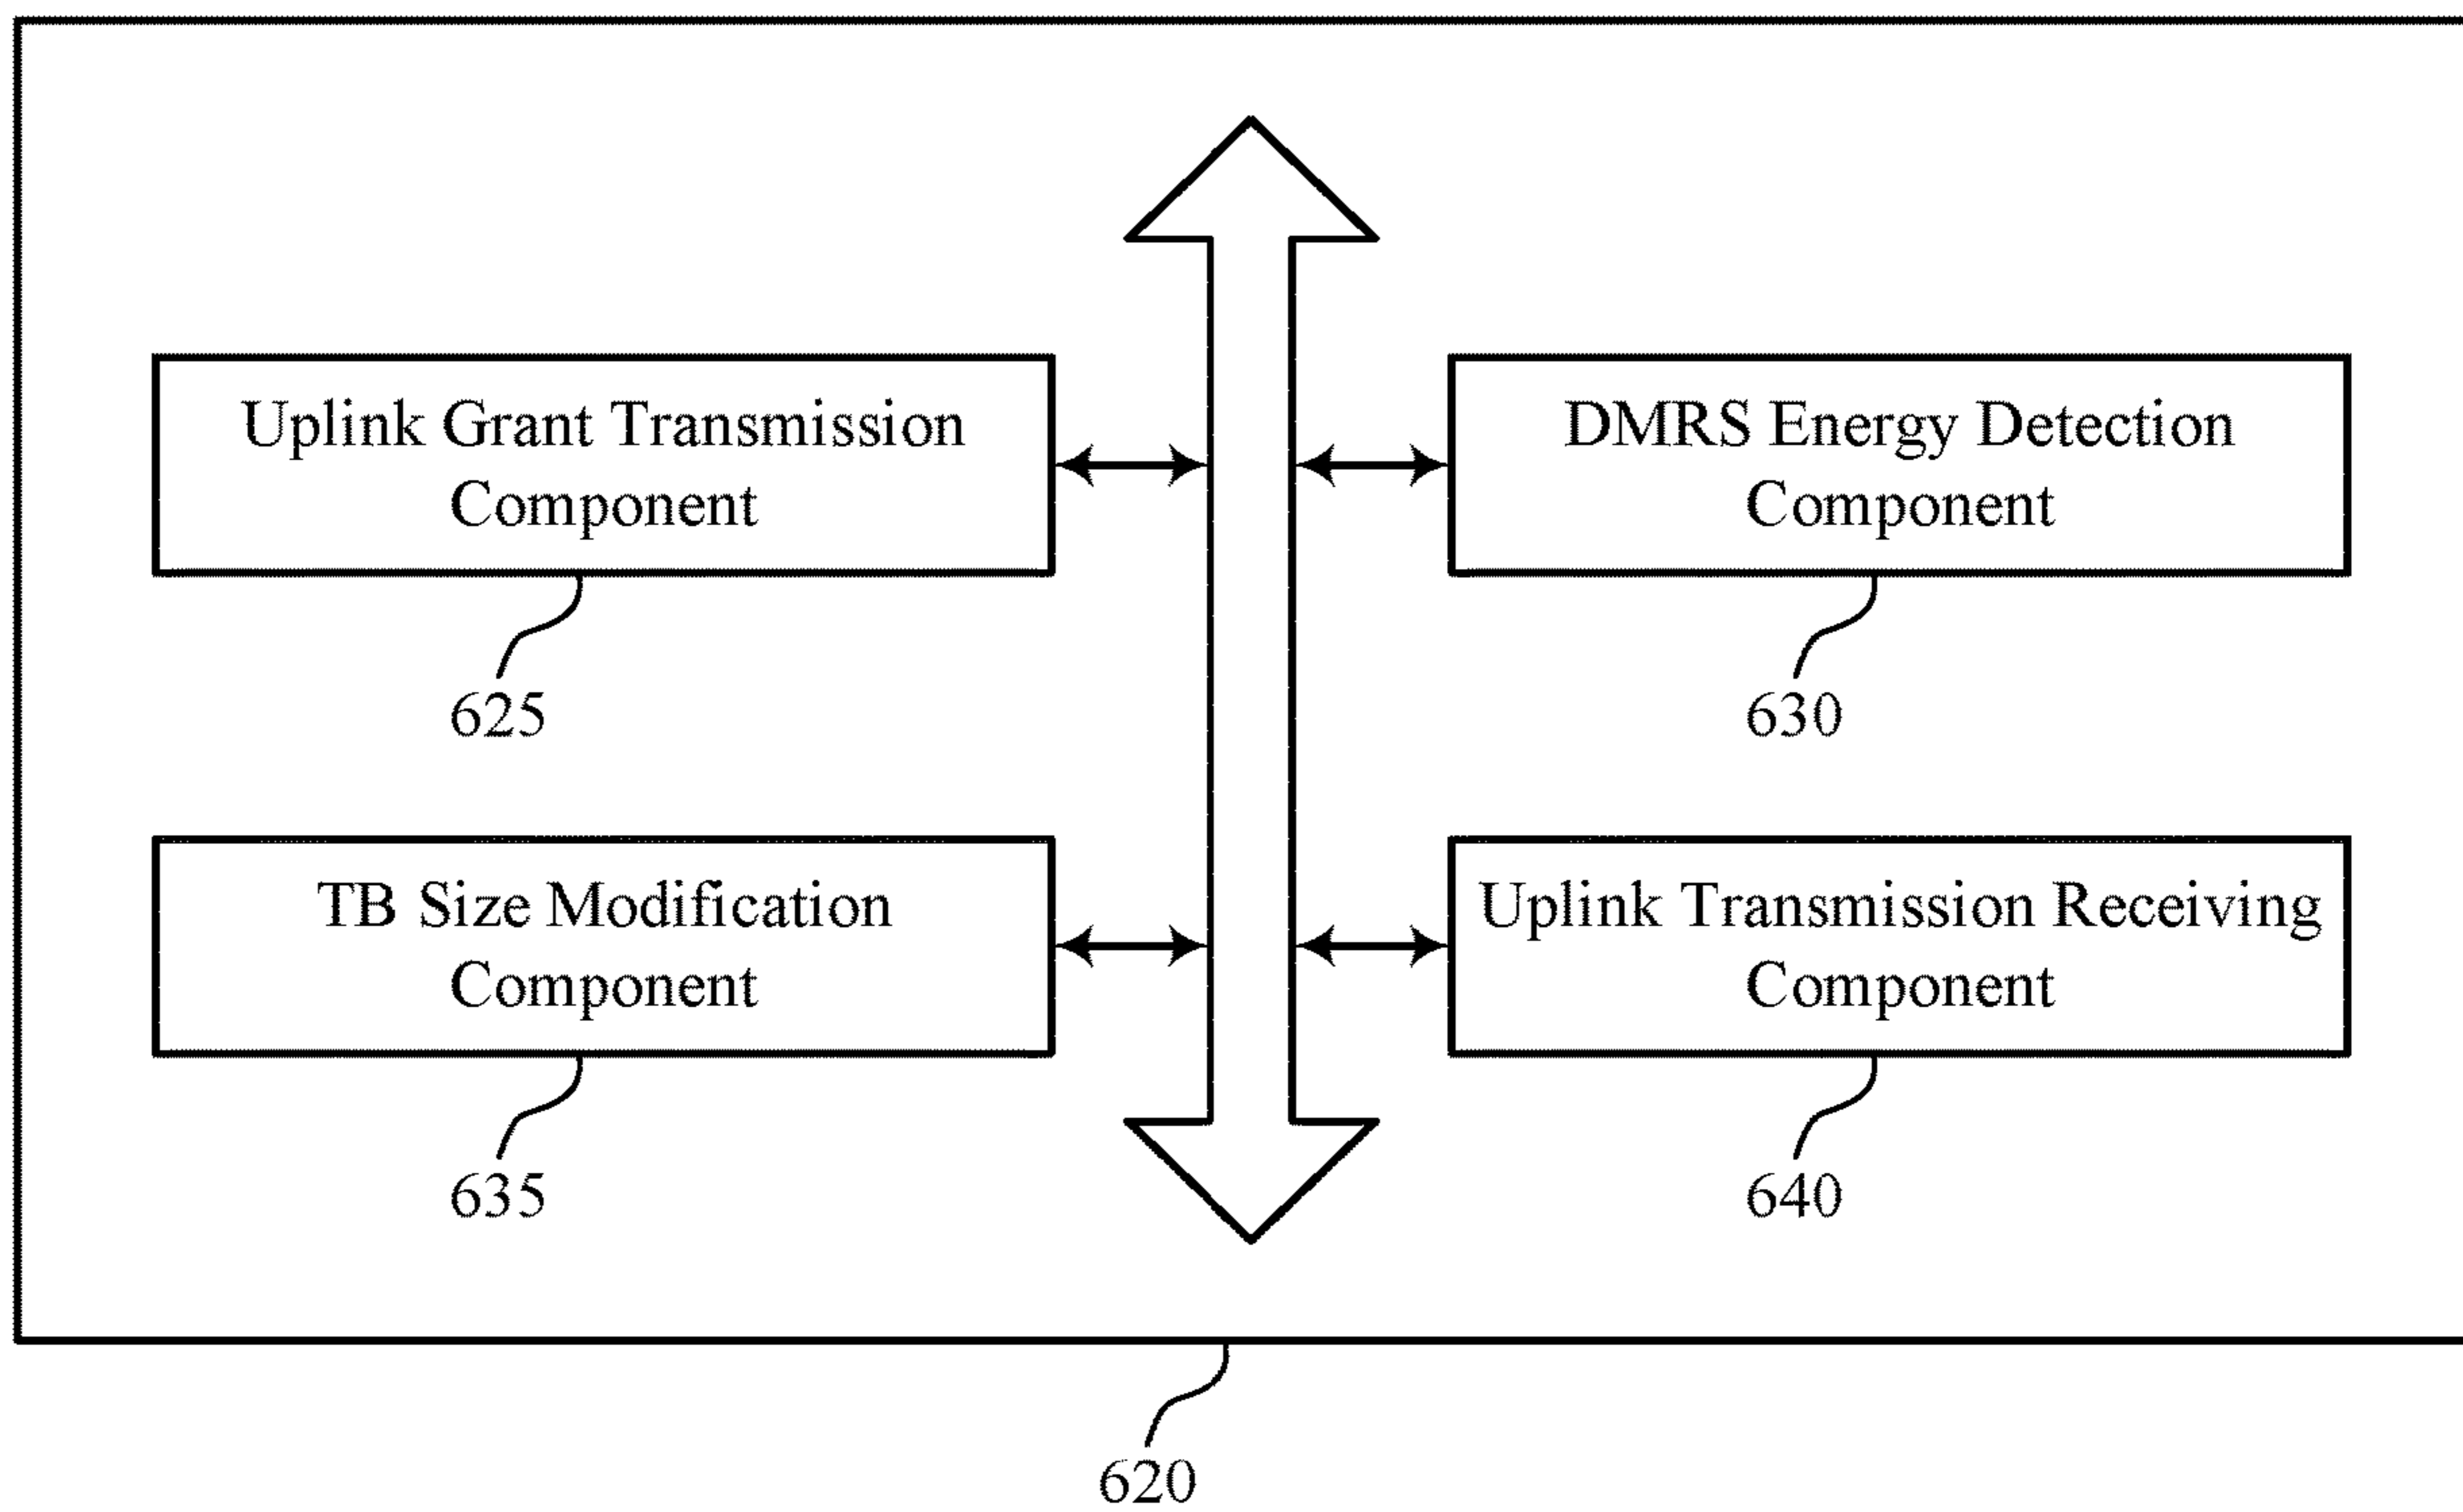 Uplink Grant Transmission
Component
625
DMRS Energy Detection
Component
630
TB Size Modification
Component
635
Uplink Transmission Receiving
Component
640
620